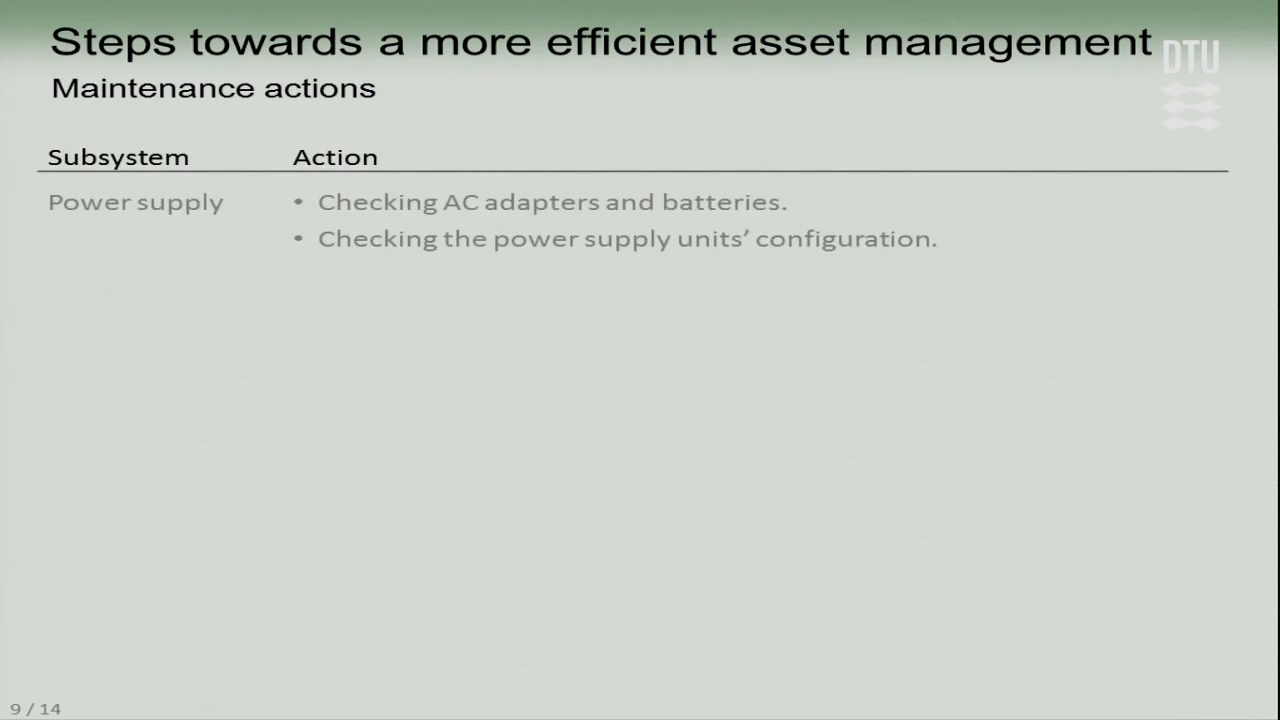 Steps towards a more efficient asset management
DTU
Maintenance actions
Subsystem Action
Power supply • Checking AC adapters and batteries.
• Checking the power supply units’ configuration.
9 / 14